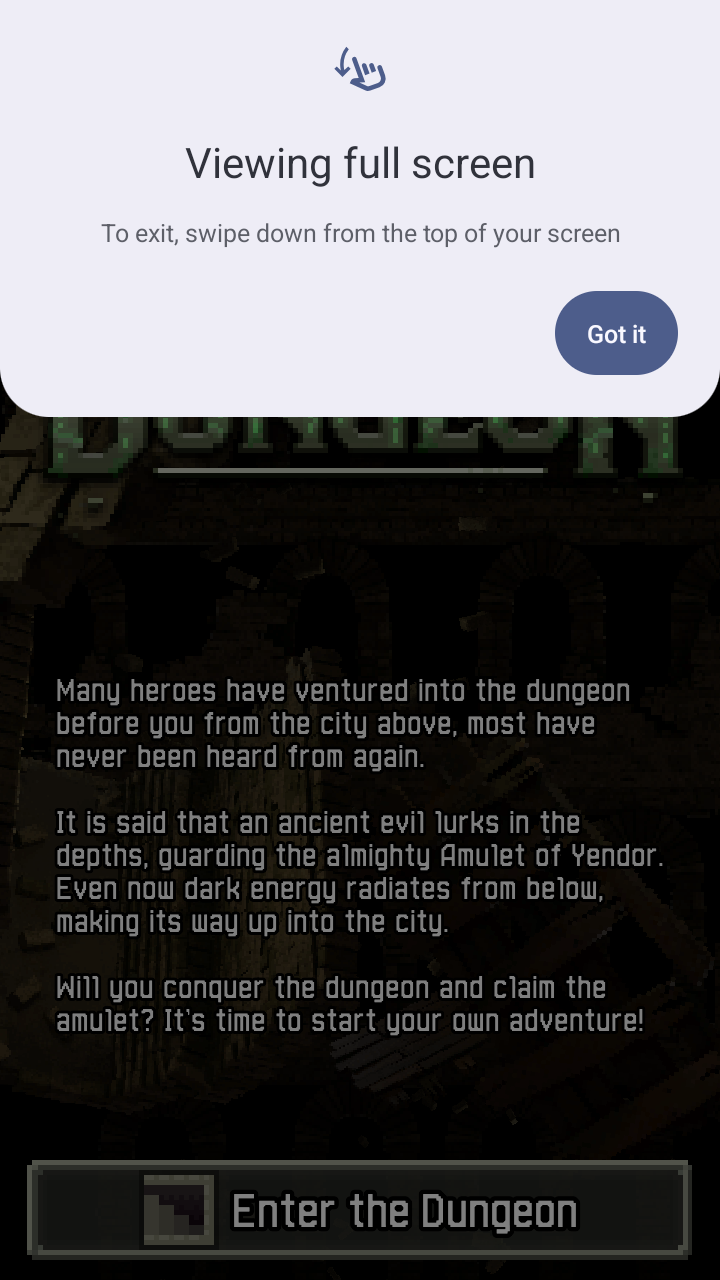 Viewing full screen
To exit, swipe down from the top of your screen
Got it
Many heroes have ventured into the dungeon
before you from the city above, most have
never been heard from again.
It is said that an ancient evil lurks in the
depths, guarding the almighty Amulet of Yendor.
Even now dark energy radiates from below,
making its way up into the city.
Will you conquer the dungeon and claim the
amulet? It's time to start your own adventure!
Enter the Dungeon